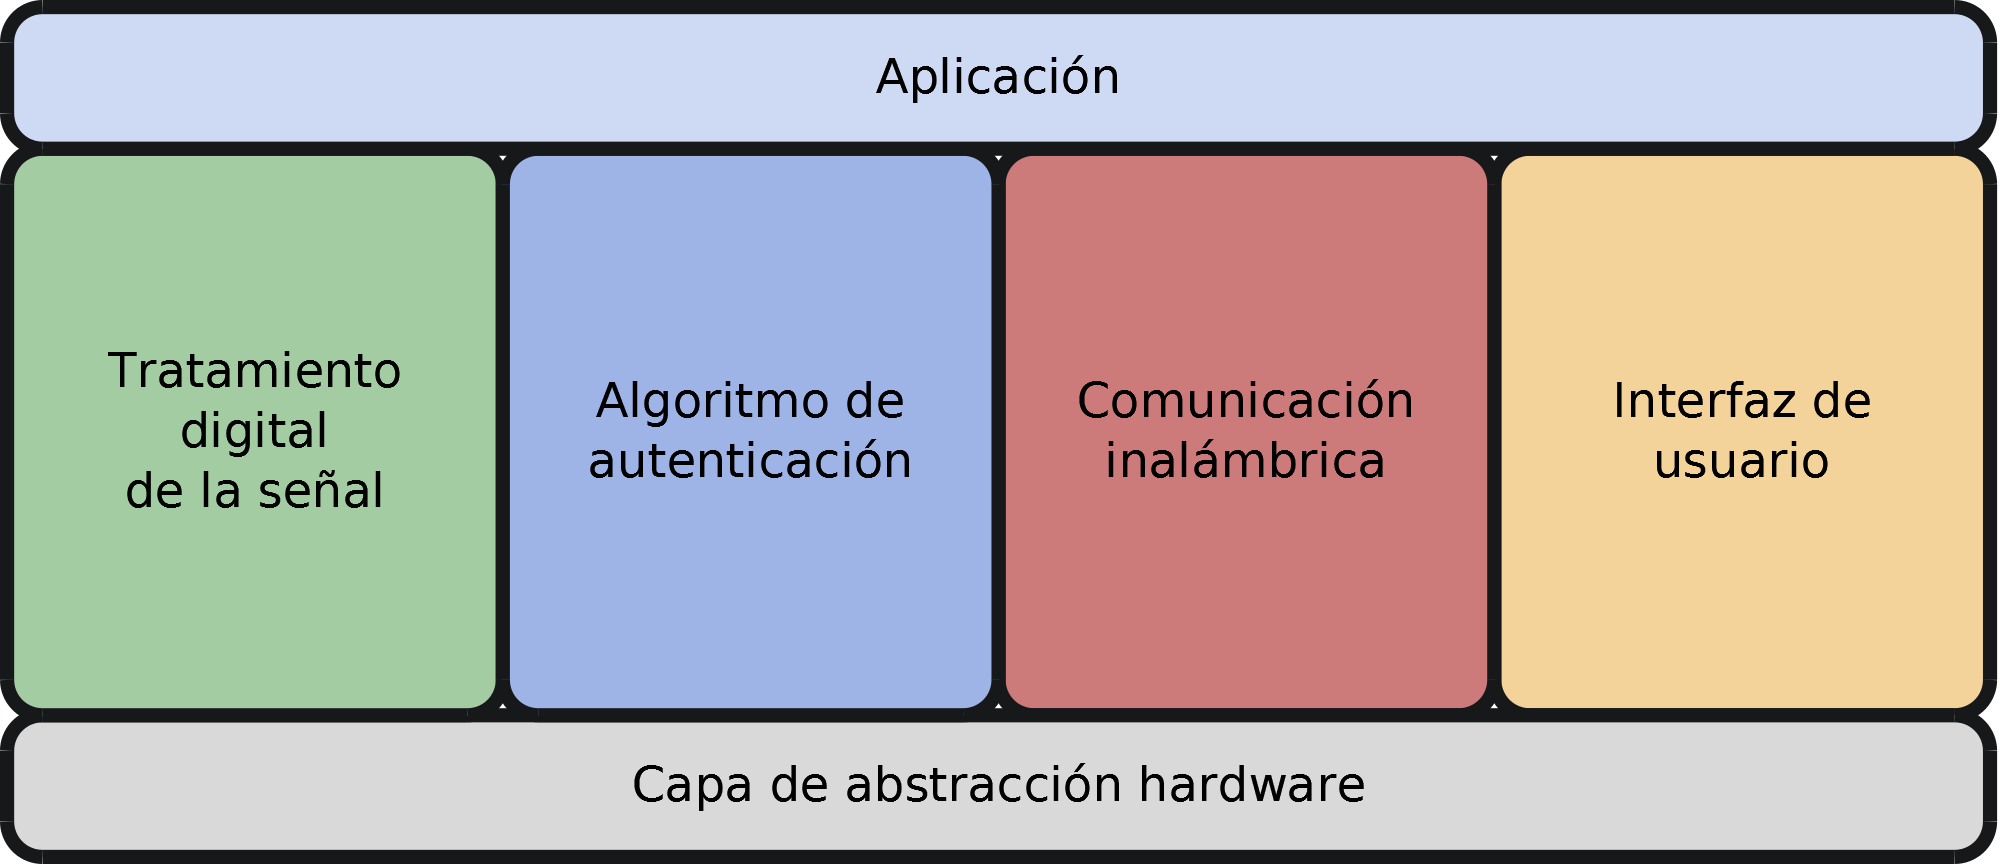 Aplicación
Tratamiento
digital
de la señal
Algoritmo de
autenticación
Comunicación
inalámbrica
Interfaz de
usuario
Capa de abstracción hardware